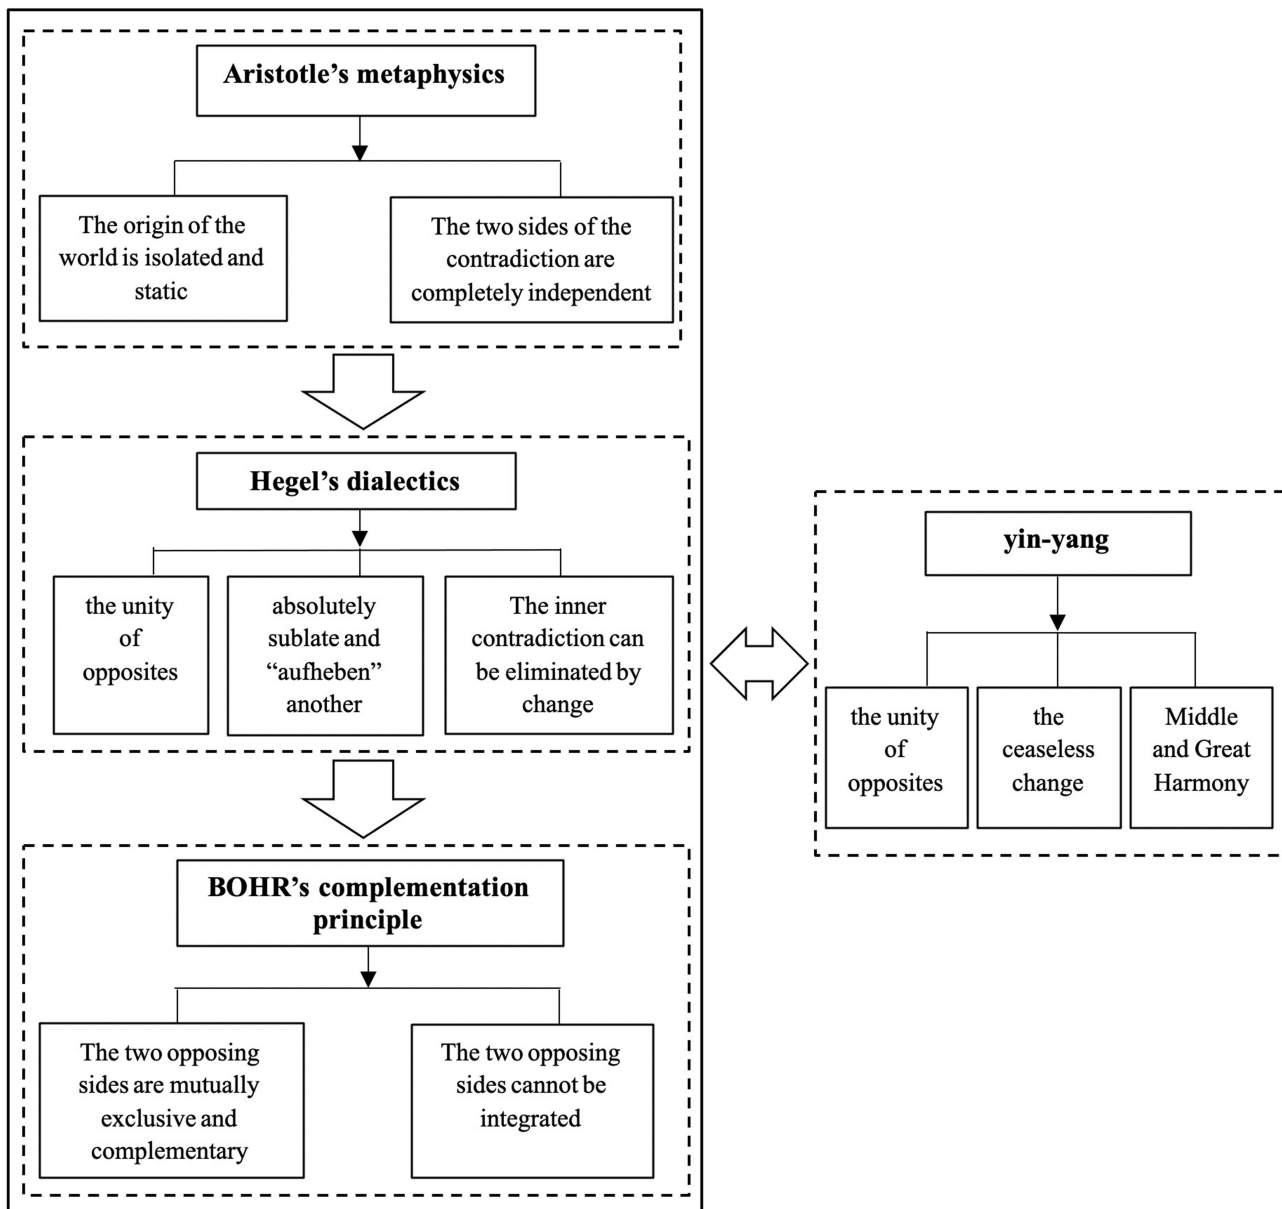 Aristotle’s metaphysics
The origin of the
world is isolated and
static
The two sides of the
contradiction are
completely independent
Hegel’s dialectics
the unity
of
opposites
absolutely
sublate and
“aufheben”
another
The inner
contradiction can
be eliminated by
change
BOHR’s complementation
principle
The two opposing
sides are mutually
exclusive and
complementary
The two opposing
sides cannot be
integrated
yin-yang
the unity
of
opposites
the
ceaseless
change
Middle
and Great
Harmony